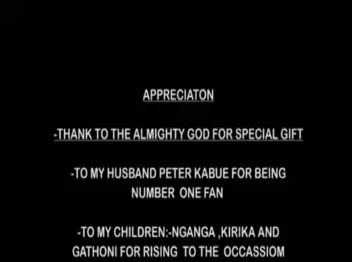 APPRECIATON
-THANK TO THE ALMIGHTY GOD FOR SPECIAL GIFT
-TO MY HUSBAND PETER KABUE FOR BEING
NUMBER ONE FAN
-TO MY CHILDREN:-NGANGA ,KIRIKA AND
GATHONI FOR RISING TO THE OCCASSIOM